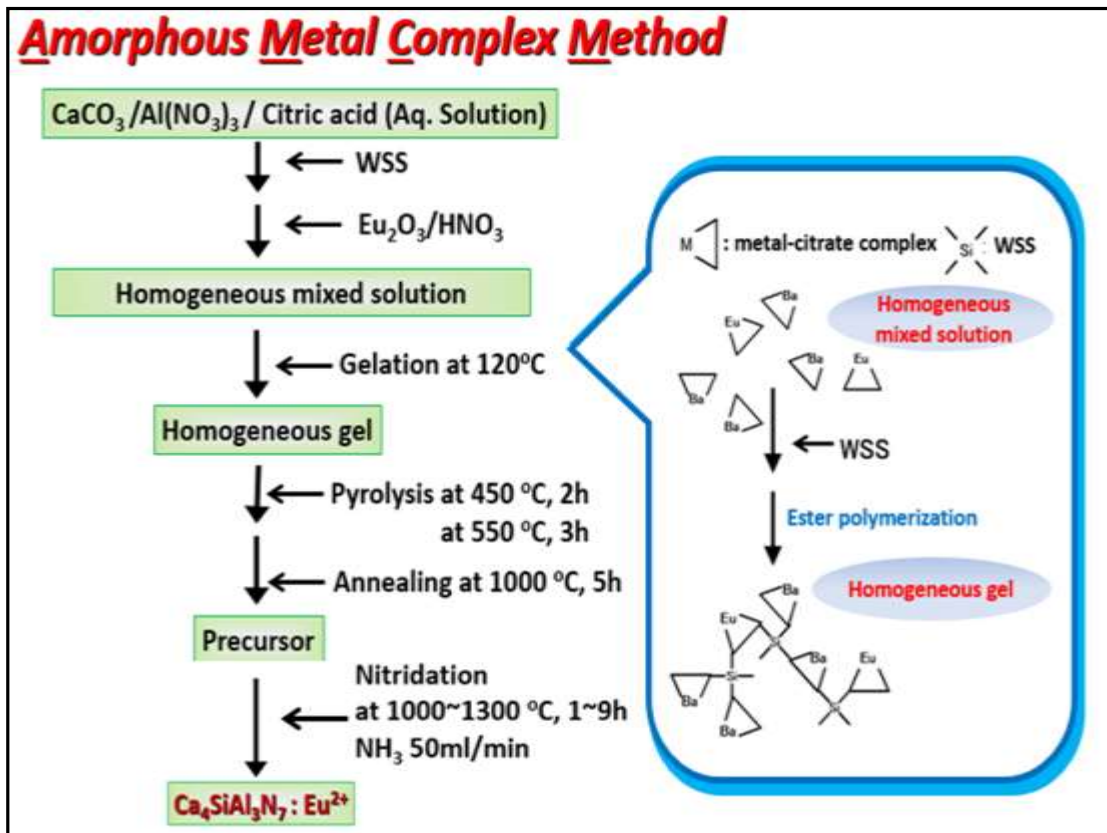 Amorphous Metal Complex Method
CaCO₃/Al(NO₃)₃/ Citric acid (Aq. Solution)
WSS
Eu₂O₃/HNO₃
Homogeneous mixed solution
Gelation at 120°C
Homogeneous gel
Pyrolysis at 450 °C, 2h
at 550 °C, 3h
Annealing at 1000 °C, 5h
Precursor
Nitridation
at 1000~1300 °C, 1~9h
NH₃ 50ml/min
Ca₄SiAl₃N₇ : Eu²⁺
M : metal-citrate complex Si : WSS
Homogeneous
mixed solution
Ba
Eu
Ba
Eu
Ba
Ba
WSS
Ester polymerization
Homogeneous gel
Ba
Eu
Si
Ba
Eu
Si
Ba
Si
Ba